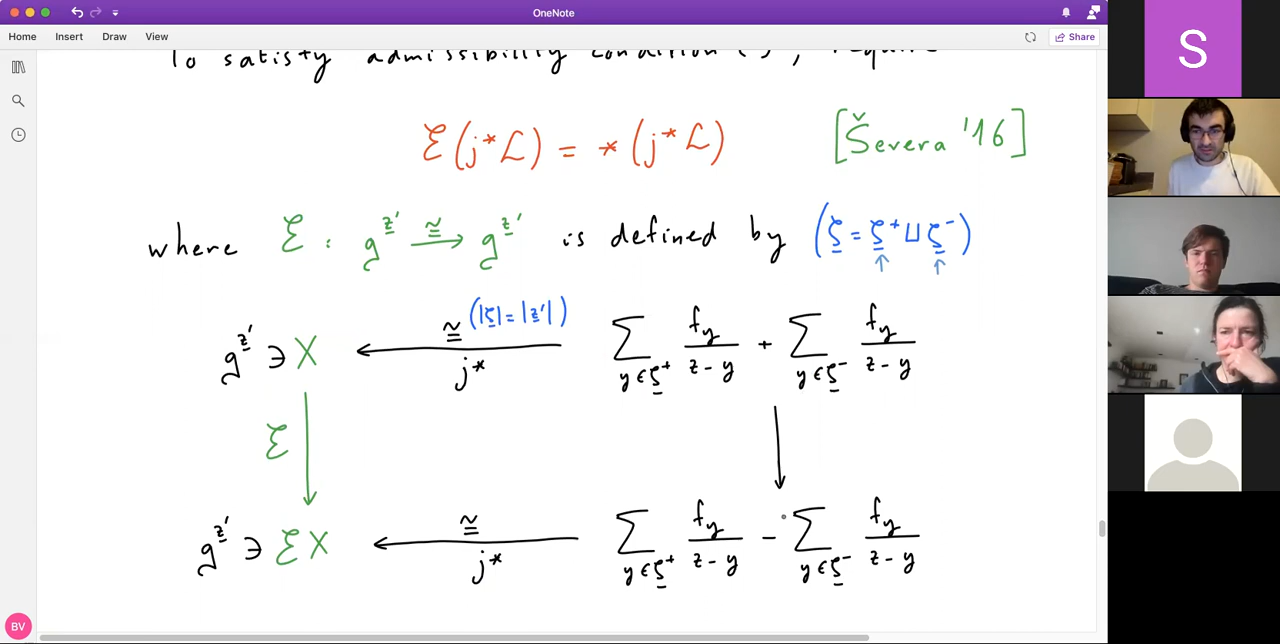 OneNote
Home Insert Draw View
Share
To satisfy admissibility condition ( ), require
ℰ(j*ℒ) = *(j*ℒ) [Ševera '16]
where ℰ : g^z' ≅→ g^z' is defined by (ζ = ζ⁺ ⊔ ζ⁻)
↑ ↑
g^z' ∋ X ←≅ j* (|ζ| = |z'|) ∑_{y∈ζ⁺} f_y/(z-y) + ∑_{y∈ζ⁻} f_y/(z-y)
ℰ ↓ ↓
g^z' ∋ ℰX ←≅ j* ∑_{y∈ζ⁺} f_y/(z-y) - ∑_{y∈ζ⁻} f_y/(z-y)
S
BV